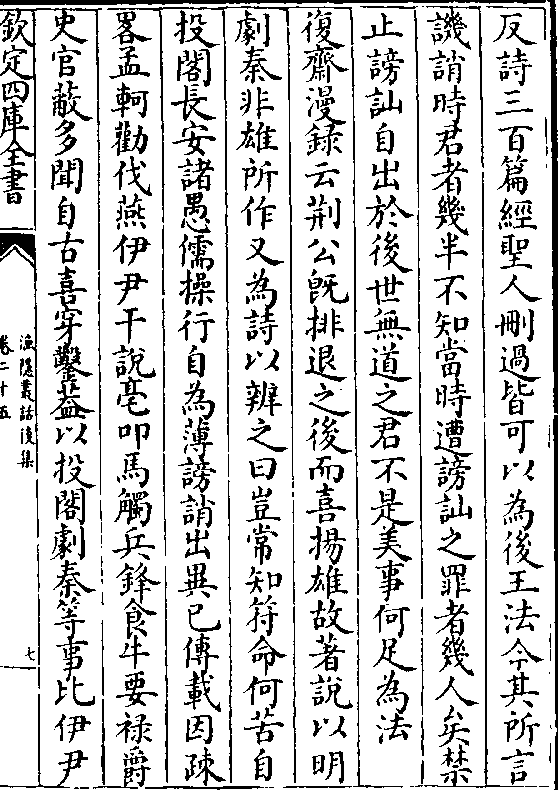 反詩三百篇經聖人刪過皆可以為後王法今其所言
譏誚時君者幾半不知當時遭謗訕之罪者幾人矣禁
止謗訕自出於後世無道之君不是美事何足為法
復齋漫録云荆公既排退之後而喜揚雄故著說以明
劇秦非雄所作又為詩以辨之曰豈常知符命何苦自
投閣長安諸愚儒操行自為薄謗誚出異已傳載因疎
畧孟軻勸伐燕伊尹干說亳叩馬觸兵鋒食牛要禄爵
史官蔽多聞自古喜穿鑿葢以投閣劇秦等事比伊尹
欽定四庫全書
漁隱叢話後集
卷二十五
七